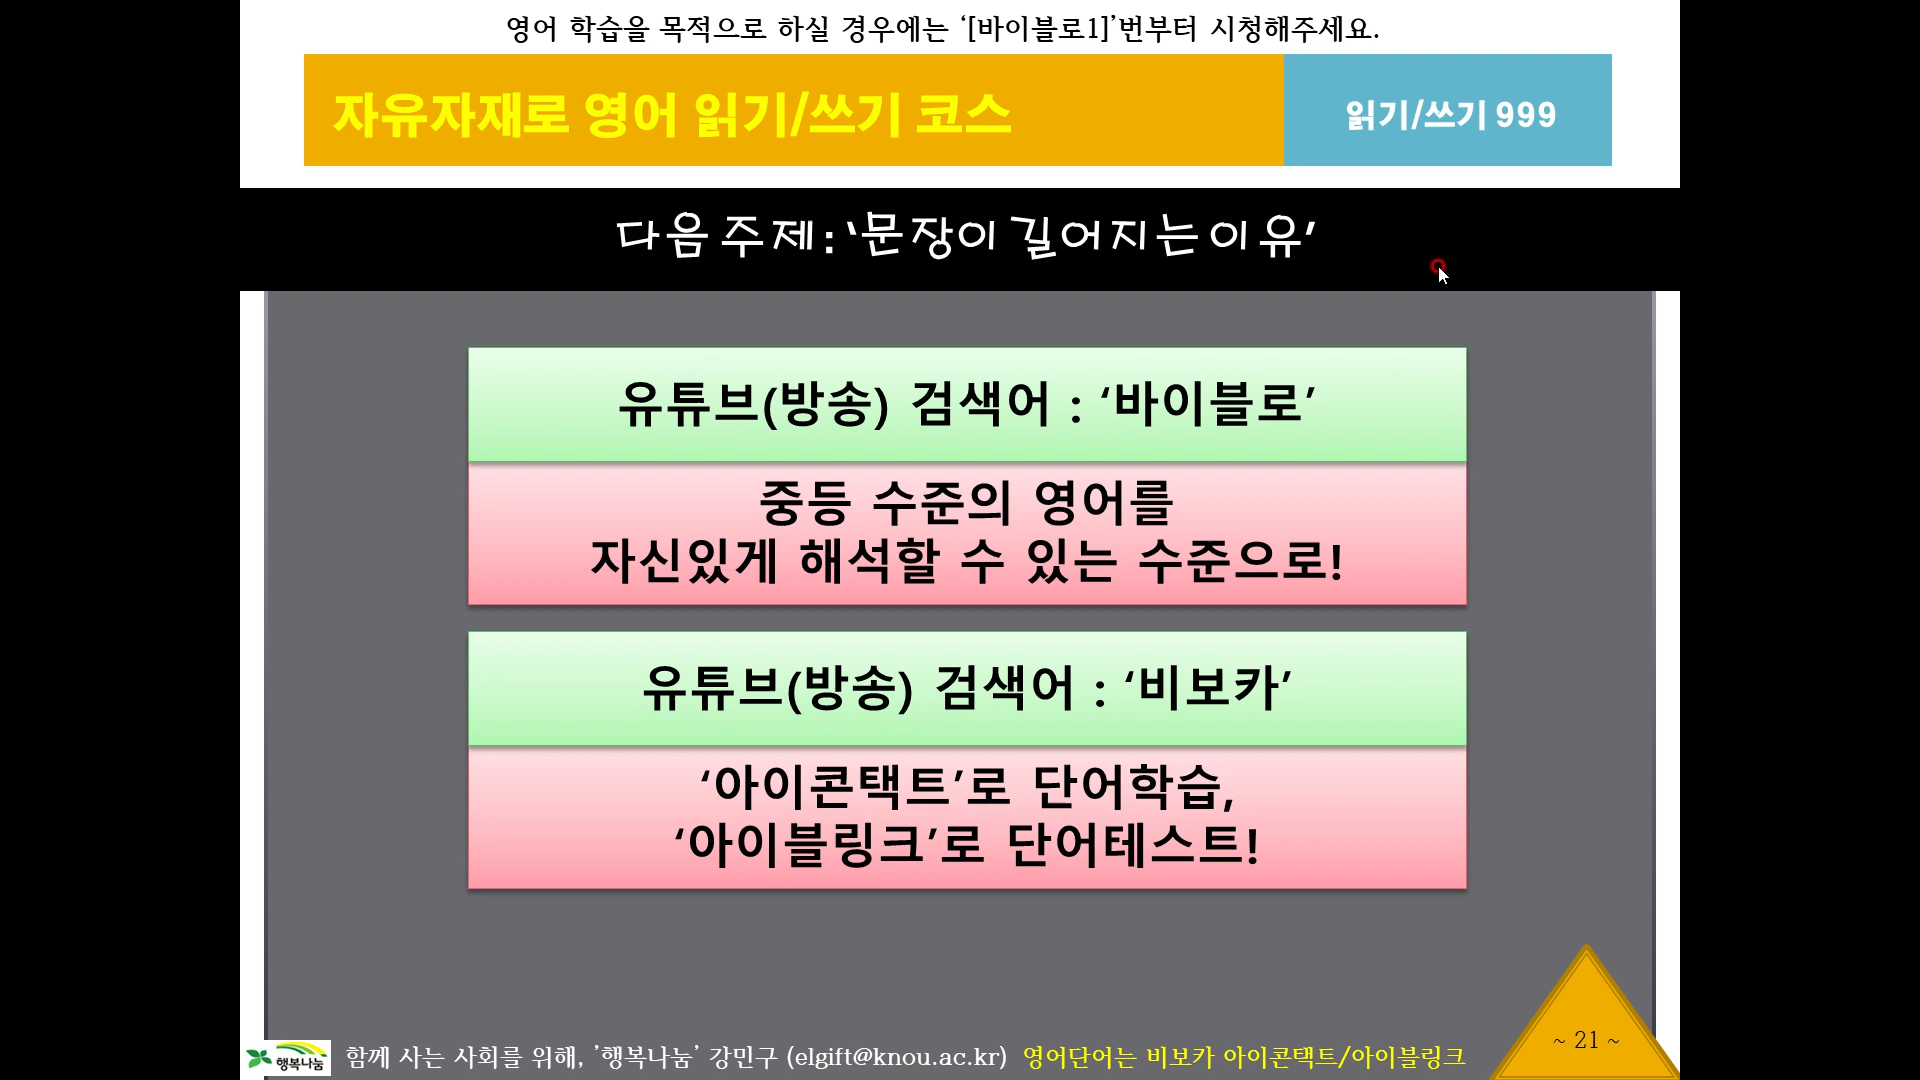 영어 학습을 목적으로 하실 경우에는 ‘[바이블로1]’번부터 시청해주세요.
자유자재로 영어 읽기/쓰기 코스
읽기/쓰기 999
다음 주제 : ‘문장이 길어지는 이유’
유튜브(방송) 검색어 : ‘바이블로’
중등 수준의 영어를
자신있게 해석할 수 있는 수준으로!
유튜브(방송) 검색어 : ‘비보카’
‘아이콘택트’로 단어학습,
‘아이블링크’로 단어테스트!
~ 21 ~
행복나눔
함께 사는 사회를 위해, ’행복나눔’ 강민구 (elgift@knou.ac.kr) 영어단어는 비보카 아이콘택트/아이블링크